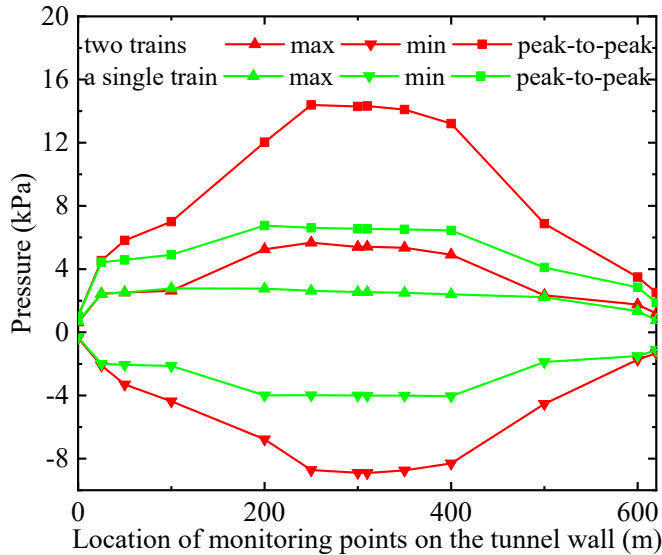 20
two trains max min peak-to-peak
16
a single train max min peak-to-peak
12
8
4
0
-4
-8
Pressure (kPa)
0 200 400 600
Location of monitoring points on the tunnel wall (m)